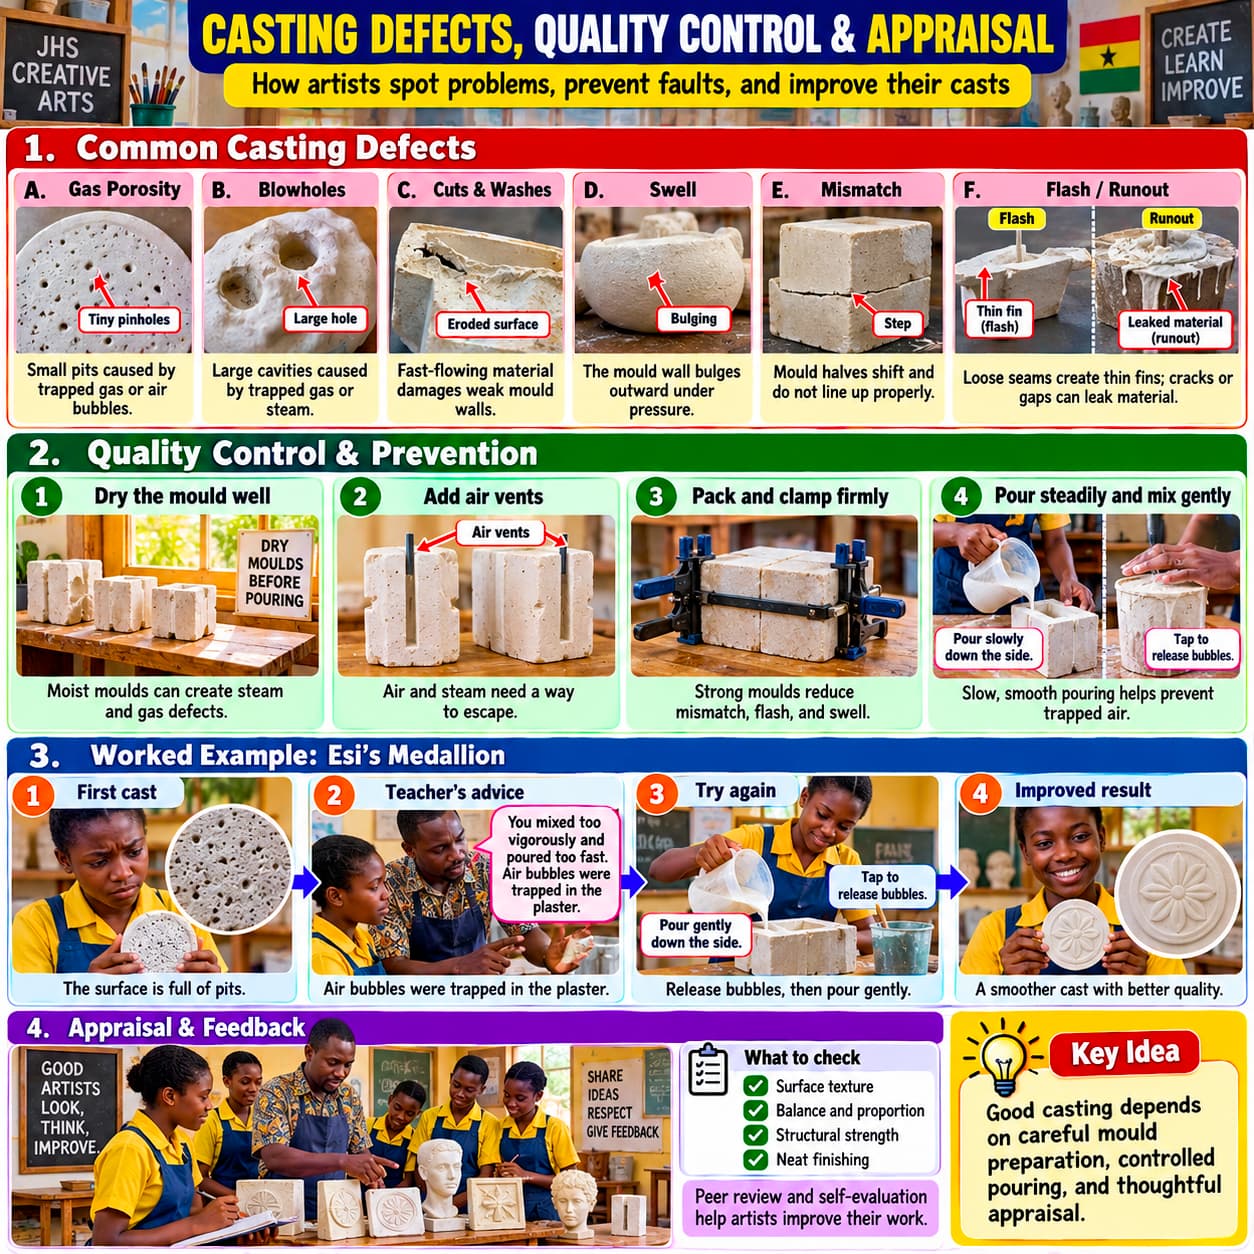 JHS
CREATIVE
ARTS
CASTING DEFECTS, QUALITY CONTROL & APPRAISAL
How artists spot problems, prevent faults, and improve their casts
CREATE
LEARN
IMPROVE
1. Common Casting Defects
A. Gas Porosity
Tiny pinholes
Small pits caused by
trapped gas or air
bubbles.
B. Blowholes
Large hole
Large cavities caused
by trapped gas or
steam.
C. Cuts & Washes
Eroded surface
Fast-flowing material
damages weak mould
walls.
D. Swell
Bulging
The mould wall bulges
outward under
pressure.
E. Mismatch
Step
Mould halves shift and
do not line up properly.
F. Flash / Runout
Flash
Runout
Thin fin
(flash)
Leaked material
(runout)
Loose seams create thin fins; cracks or
gaps can leak material.
2. Quality Control & Prevention
1 Dry the mould well
DRY
MOULDS
BEFORE
POURING
Moist moulds can create steam
and gas defects.
2 Add air vents
Air vents
Air and steam need a way
to escape.
3 Pack and clamp firmly
Strong moulds reduce
mismatch, flash, and swell.
4 Pour steadily and mix gently
Pour slowly
down the side.
Tap to
release bubbles.
Slow, smooth pouring helps prevent
trapped air.
3. Worked Example: Esi's Medallion
1 First cast
The surface is full of pits.
2 Teacher's advice
You mixed too
vigorously and
poured too fast.
Air bubbles were
trapped in the
plaster.
Air bubbles were trapped in the plaster.
3 Try again
Pour gently
down the side.
Tap to
release bubbles.
Release bubbles, then pour gently.
4 Improved result
A smoother cast with better quality.
4. Appraisal & Feedback
GOOD
ARTISTS
LOOK,
THINK,
IMPROVE.
SHARE
IDEAS
RESPECT
GIVE FEEDBACK
What to check
Surface texture
Balance and proportion
Structural strength
Neat finishing
Peer review and self-evaluation
help artists improve their work.
Key Idea
Good casting depends
on careful mould
preparation, controlled
pouring, and thoughtful
appraisal.